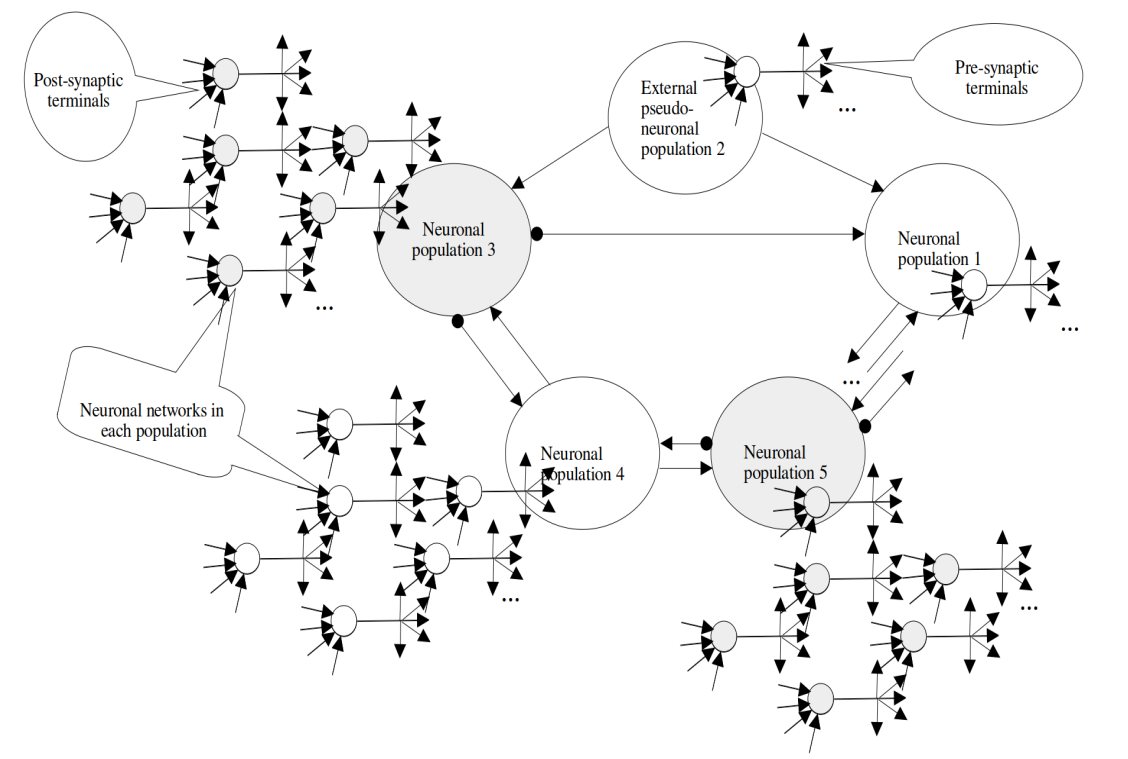 Post-synaptic
terminals
External
pseudo-
neuronal
population 2
Pre-synaptic
terminals
...
Neuronal
population 3
Neuronal
population 1
...
...
...
Neuronal networks in
each population
Neuronal
population 4
Neuronal
population 5
...
...